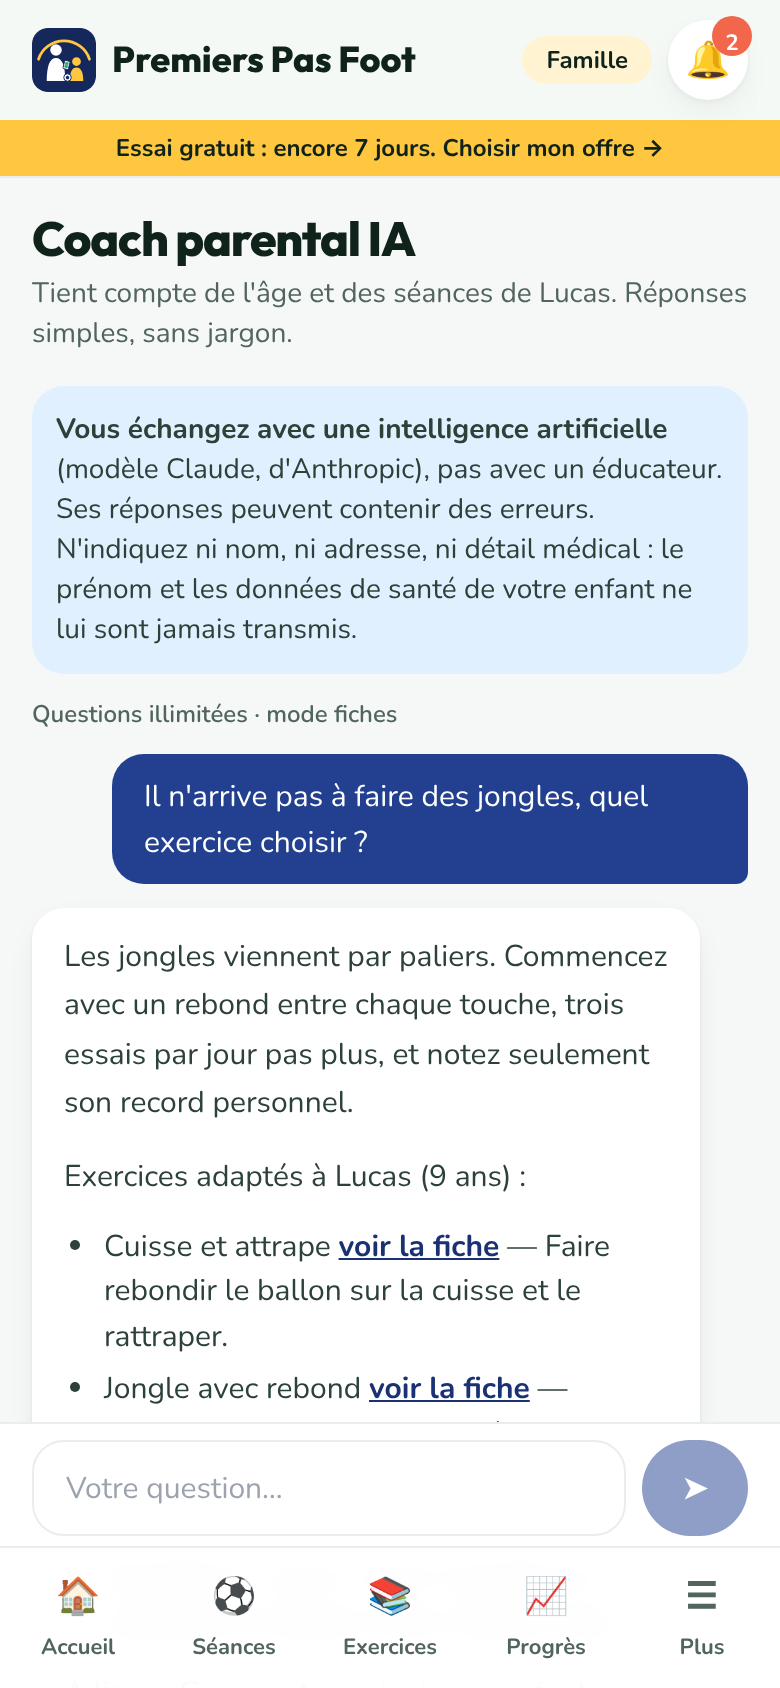 Premiers Pas Foot
Famille
2
Essai gratuit : encore 7 jours. Choisir mon offre →
Coach parental IA
Tient compte de l'âge et des séances de Lucas. Réponses
simples, sans jargon.
Vous échangez avec une intelligence artificielle
(modèle Claude, d'Anthropic), pas avec un éducateur.
Ses réponses peuvent contenir des erreurs.
N'indiquez ni nom, ni adresse, ni détail médical : le
prénom et les données de santé de votre enfant ne
lui sont jamais transmis.
Questions illimitées · mode fiches
Il n'arrive pas à faire des jongles, quel
exercice choisir ?
Les jongles viennent par paliers. Commencez
avec un rebond entre chaque touche, trois
essais par jour pas plus, et notez seulement
son record personnel.
Exercices adaptés à Lucas (9 ans) :
• Cuisse et attrape voir la fiche — Faire
rebondir le ballon sur la cuisse et le
rattraper.
• Jongle avec rebond voir la fiche —
Votre question...
Accueil
Séances
Exercices
Progrès
Plus